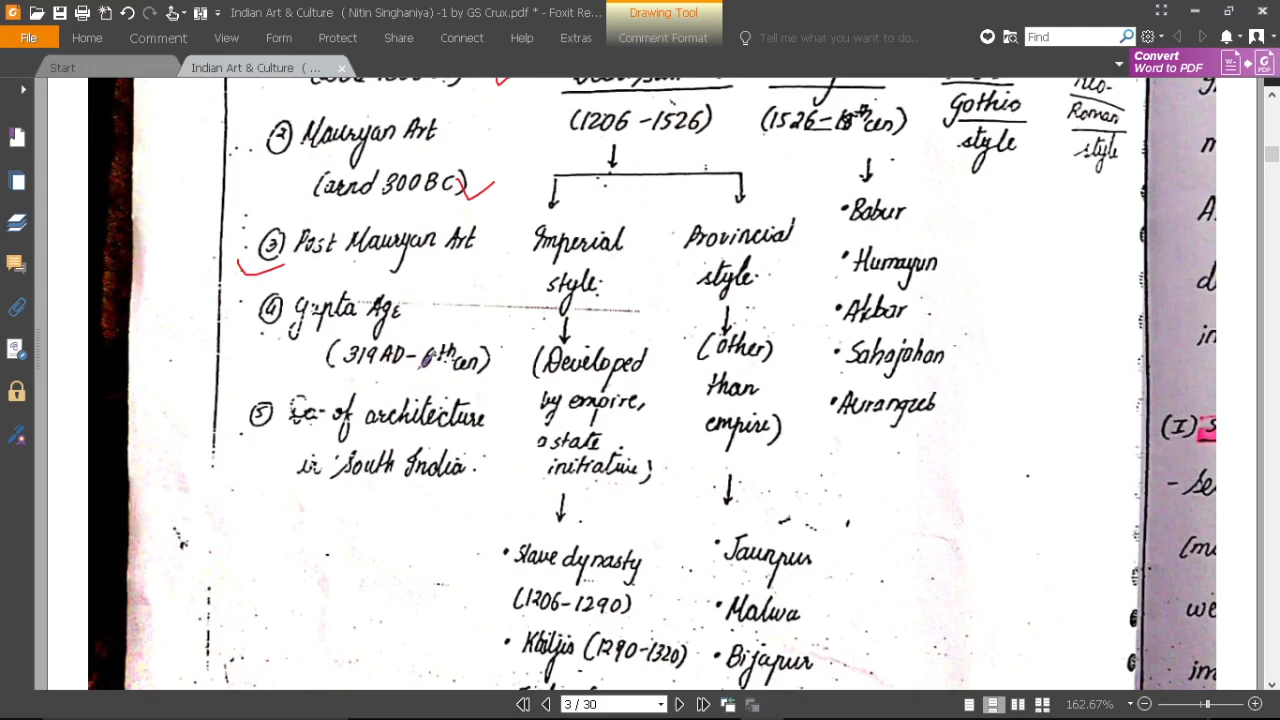 Indian Art & Culture ( Nitin Singhaniya) -1 by GS Crux.pdf * - Foxit Re...
Drawing Tool
File
Home
Comment
View
Form
Protect
Share
Connect
Help
Extras
Comment Format
Tell me what you want to do..
Find
Start
Indian Art & Culture ( ...
Convert
Word to PDF
② Mauryan Art
(arnd 300 BC)
③ Post Mauryan Art
④ Gupta Age
(319 AD - 6th cen)
⑤ of architecture
in South India.
(1206 - 1526)
Imperial
style:
(Developed
by empire,
a state
initiative)
• Slave dynasty
(1206-1290)
• Khiljis (1290-1320)
Provincial
style.
(other)
than
empire)
• Jaunpur
• Malwa
• Bijapur
(1526 - 18th cen)
• Babur
• Humayun
• Akbar
• Sahajahan
• Aurangzeb
Gothic
style
Neo-
Roman
style
(I) S
- Se
we
im
3 / 30
162.67%